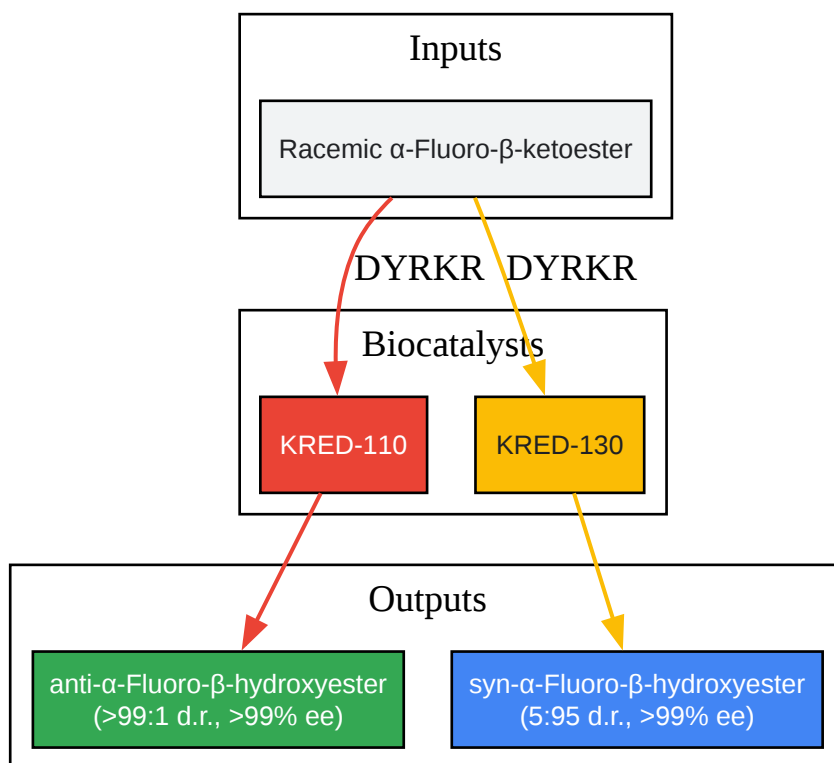 Inputs
Racemic α-Fluoro-β-ketoester
DYRKR DYRKR
Biocatalysts
KRED-110
KRED-130
Outputs
anti-α-Fluoro-β-hydroxyester
(>99:1 d.r., >99% ee)
syn-α-Fluoro-β-hydroxyester
(5:95 d.r., >99% ee)